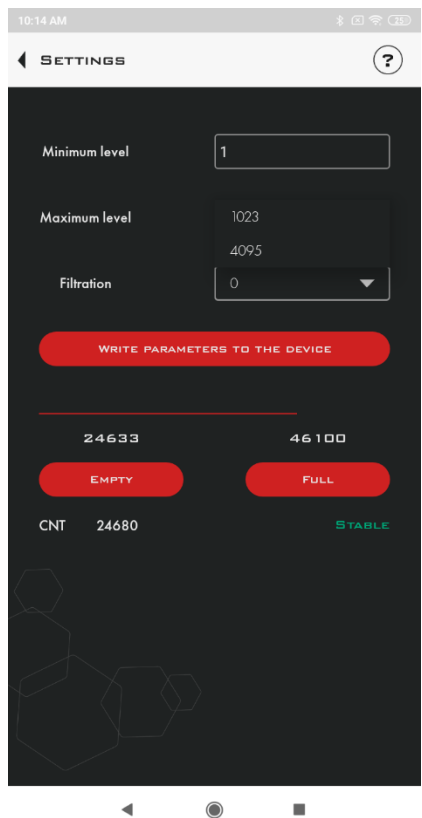 10:14 AM 25
SETTINGS ?
Minimum level 1
Maximum level
1023
4095
Filtration 0
WRITE PARAMETERS TO THE DEVICE
24633 46100
EMPTY FULL
CNT 24680 STABLE